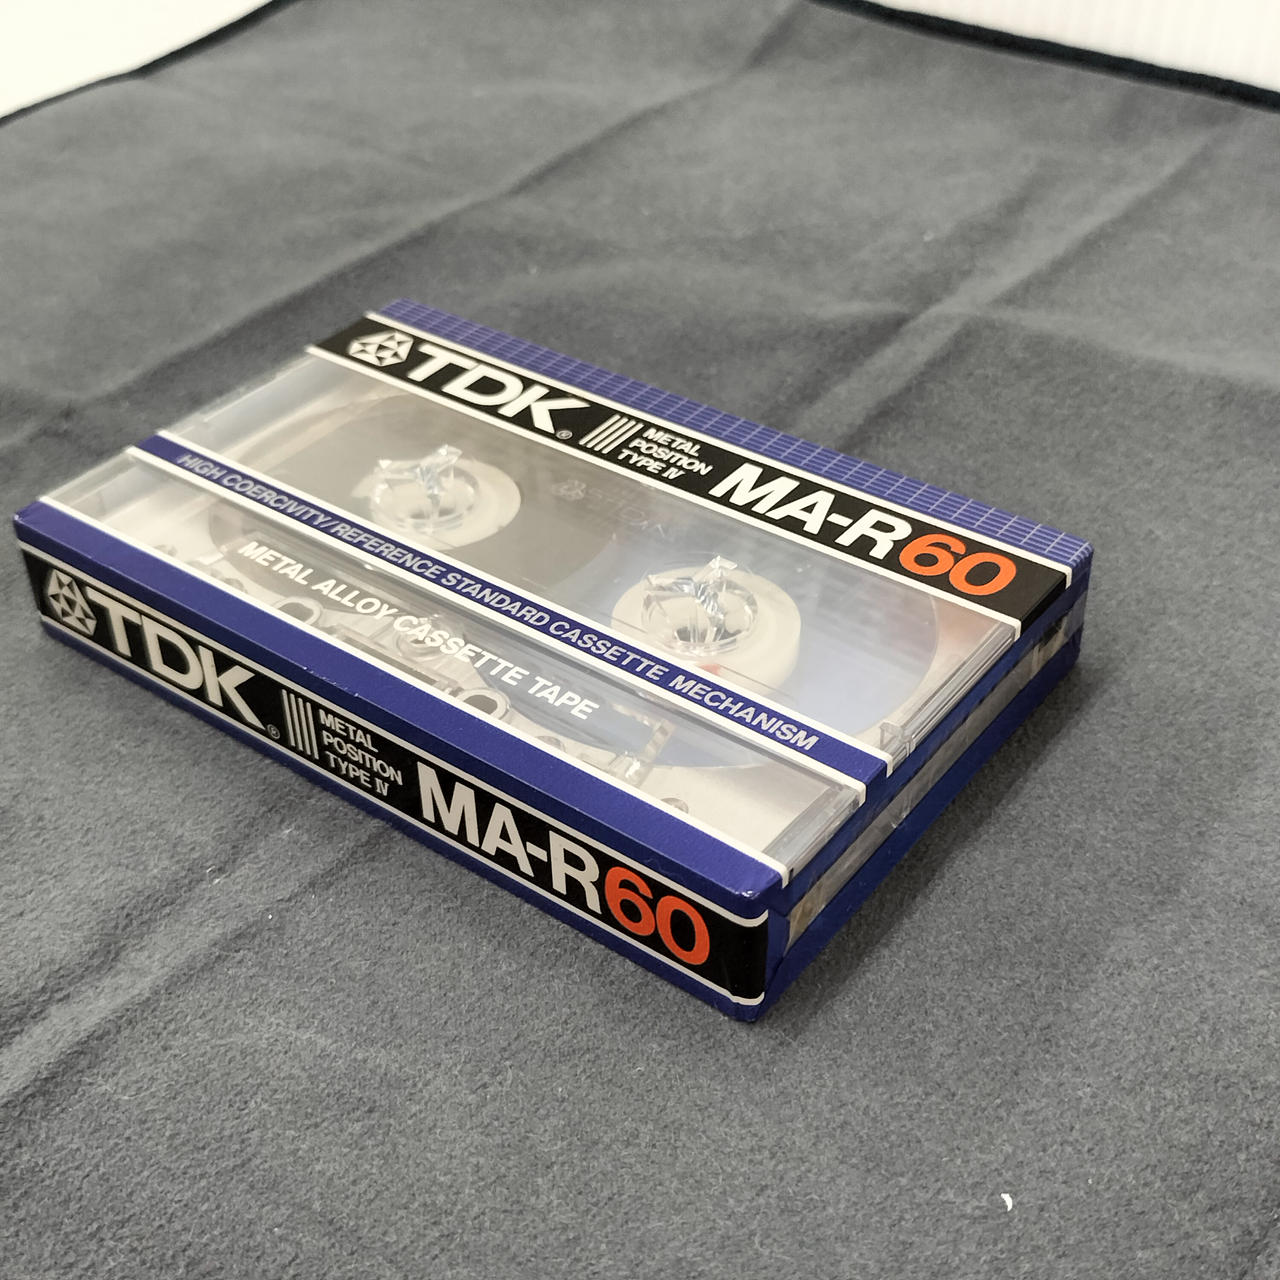 TDK®
METAL
POSITION
TYPE IV
MA-R60
HIGH COERCIVITY/REFERENCE STANDARD CASSETTE MECHANISM
METAL ALLOY CASSETTE TAPE
TDK®
METAL
POSITION
TYPE IV
MA-R60